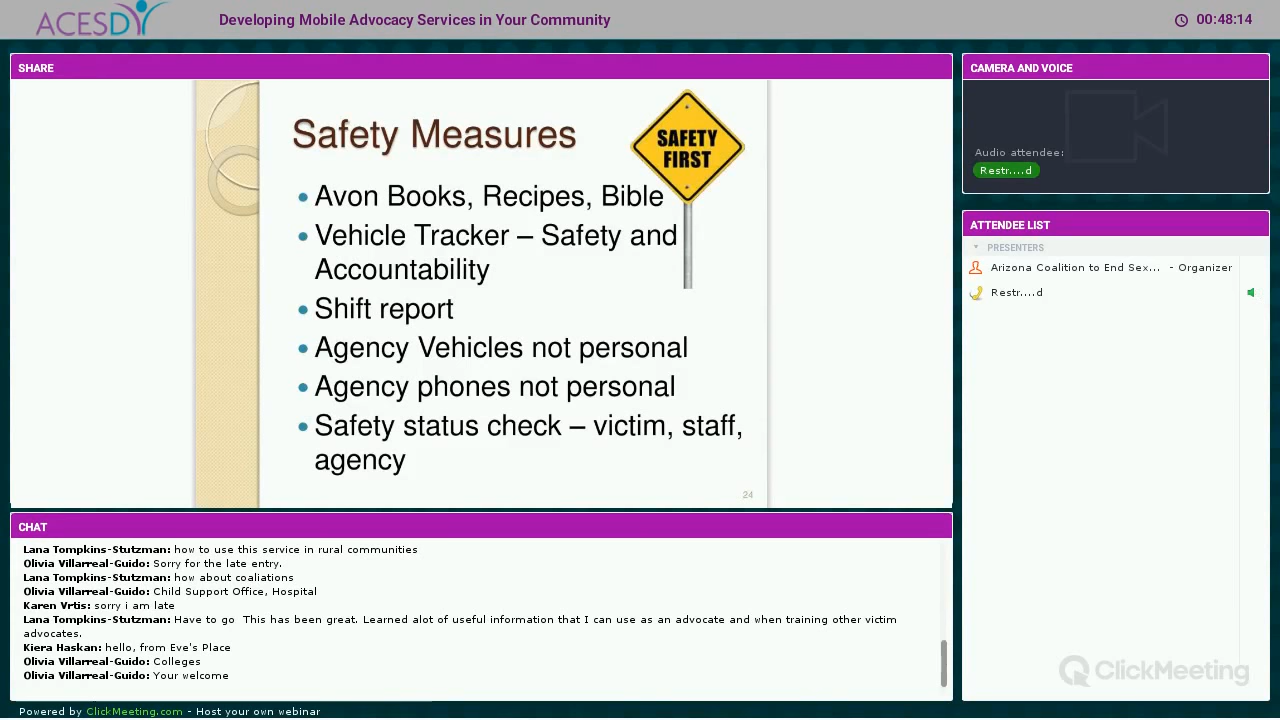 ACESDV
Developing Mobile Advocacy Services in Your Community
00:48:14
SHARE
Safety Measures
SAFETY
FIRST
• Avon Books, Recipes, Bible
• Vehicle Tracker – Safety and
Accountability
• Shift report
• Agency Vehicles not personal
• Agency phones not personal
• Safety status check – victim, staff,
agency
24
CHAT
Lana Tompkins-Stutzman: how to use this service in rural communities
Olivia Villarreal-Guido: Sorry for the late entry.
Lana Tompkins-Stutzman: how about coaliations
Olivia Villarreal-Guido: Child Support Office, Hospital
Karen Vrtis: sorry i am late
Lana Tompkins-Stutzman: Have to go  This has been great. Learned alot of useful information that I can use as an advocate and when training other victim
advocates.
Kiera Haskan: hello, from Eve's Place
Olivia Villarreal-Guido: Colleges
Olivia Villarreal-Guido: Your welcome
CAMERA AND VOICE
Audio attendee:
Restr....d
ATTENDEE LIST
PRESENTERS
Arizona Coalition to End Sex... - Organizer
Restr....d
ClickMeeting
Powered by ClickMeeting.com - Host your own webinar